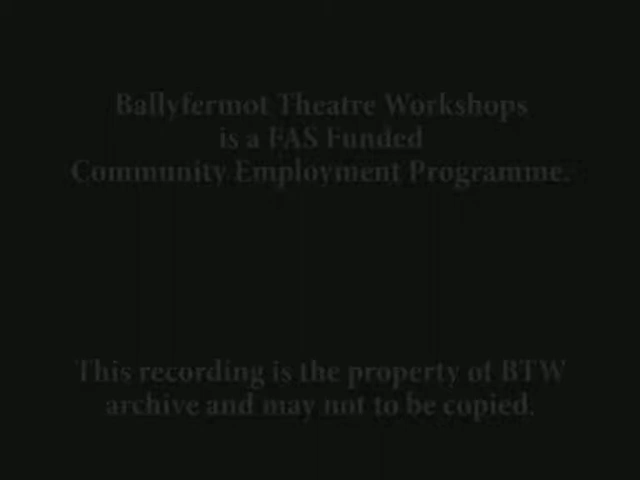 Ballyfermot Theatre Workshops
is a FAS Funded
Community Employment Programme.
This recording is the property of BTW
archive and may not to be copied.